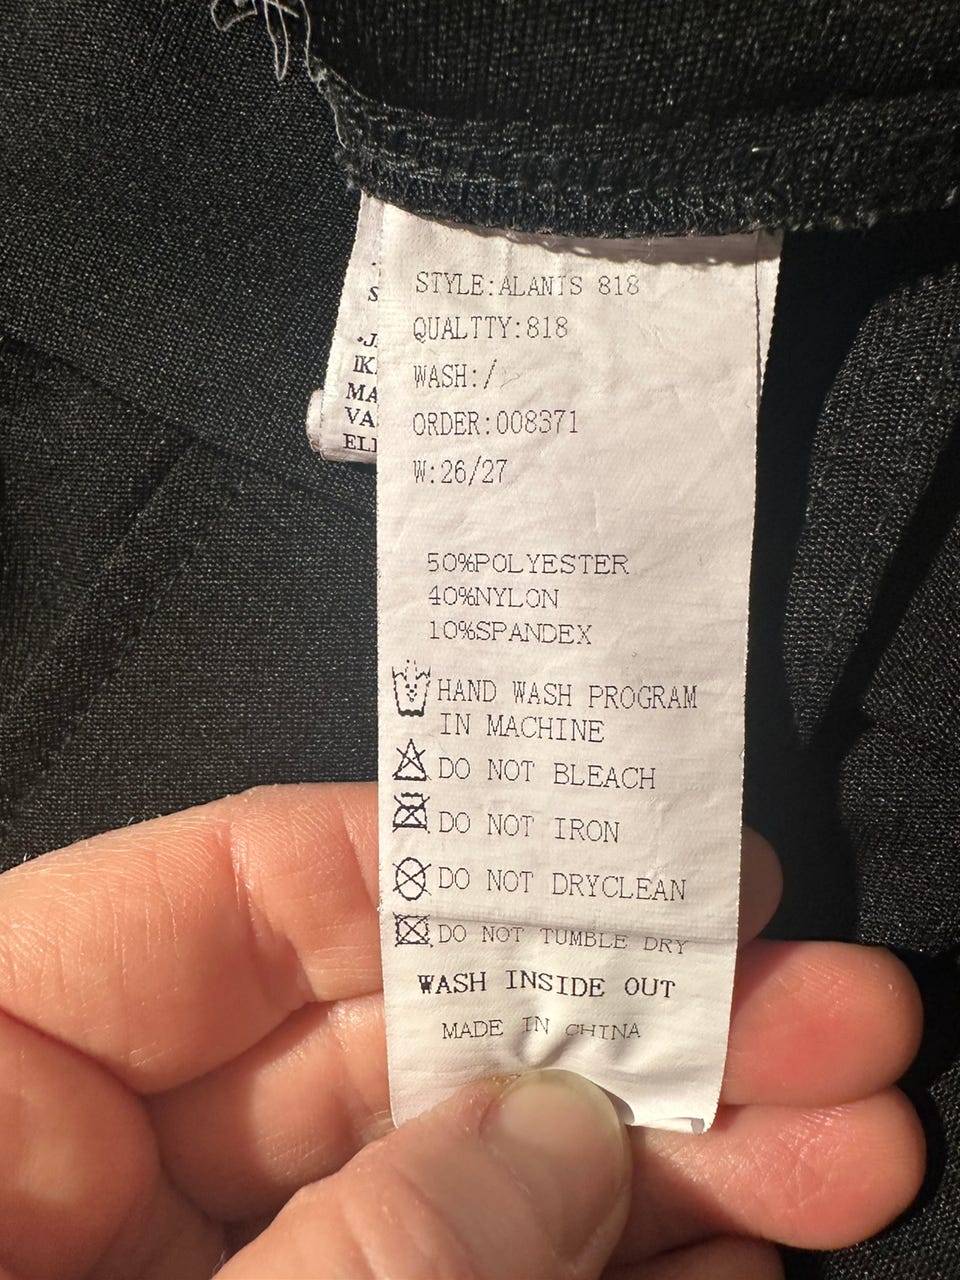 STYLE:ALANIS 818
QUALTTY:818
WASH:/
ORDER:008371
W:26/27
50%POLYESTER
40%NYLON
10%SPANDEX
HAND WASH PROGRAM
IN MACHINE
DO NOT BLEACH
DO NOT IRON
DO NOT DRYCLEAN
DO NOT TUMBLE DRY
WASH INSIDE OUT
MADE IN CHINA